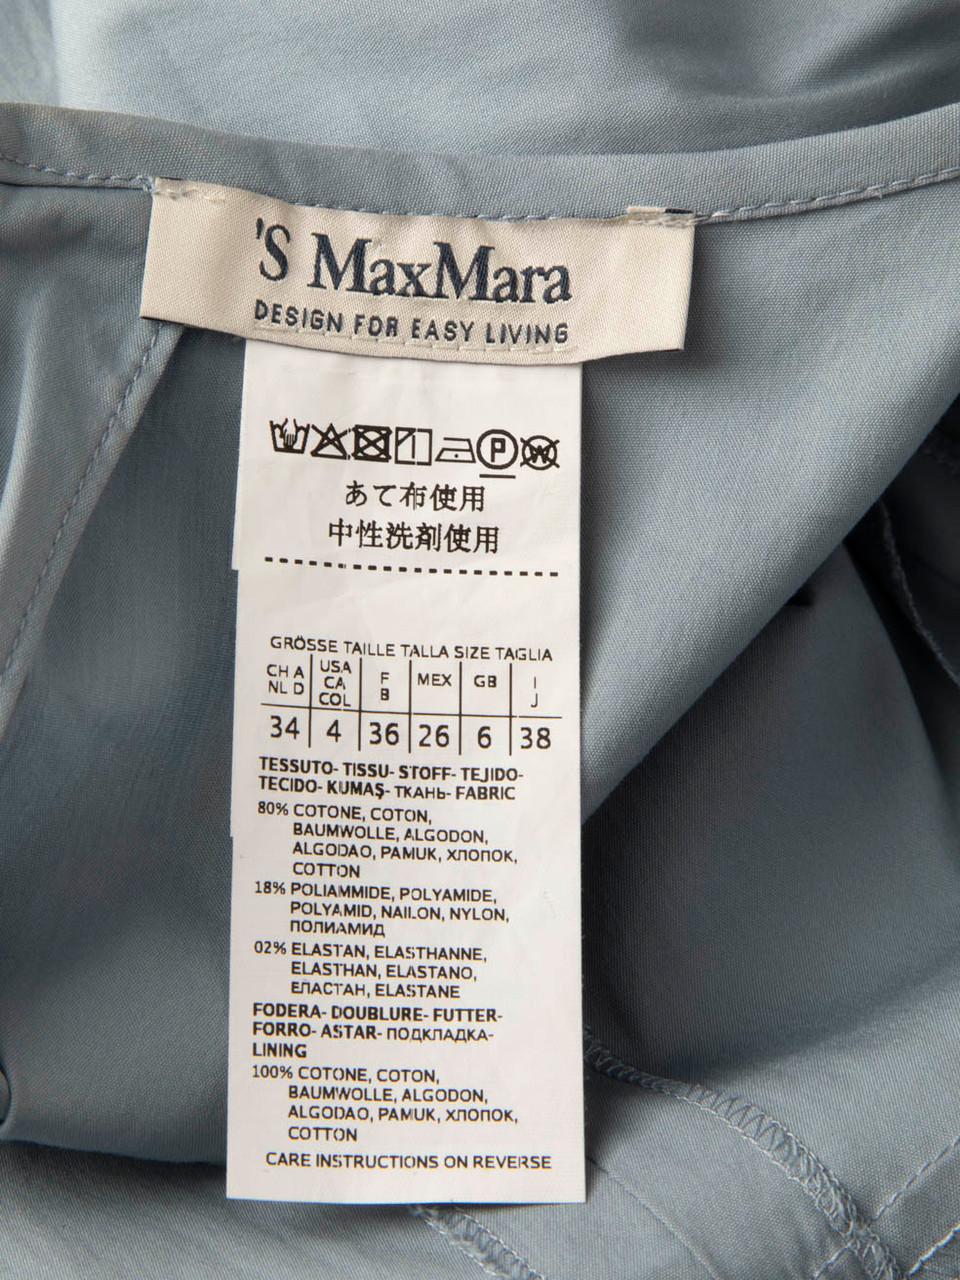 'S MaxMara
DESIGN FOR EASY LIVING
P W
あて布使用
中性洗剤使用
GRÖSSE TAILLE TALLA SIZE TAGLIA
CH A NL D USA CA COL F B MEX GB I J
34 4 36 26 6 38
TESSUTO- TISSU- STOFF- TEJIDO-
TECIDO- KUMAŞ- ТКАНЬ- FABRIC
80% COTONE, COTON,
BAUMWOLLE, ALGODON,
ALGODAO, PAMUK, ХЛОПОК,
COTTON
18% POLIAMMIDE, POLYAMIDE,
POLYAMID, NAILON, NYLON,
ПОЛИАМИД
02% ELASTAN, ELASTHANNE,
ELASTHAN, ELASTANO,
ЕЛАСТАН, ELASTANE
FODERA- DOUBLURE- FUTTER-
FORRO- ASTAR- ПОДКЛАДКА-
LINING
100% COTONE, COTON,
BAUMWOLLE, ALGODON,
ALGODAO, PAMUK, ХЛОПОК,
COTTON
CARE INSTRUCTIONS ON REVERSE